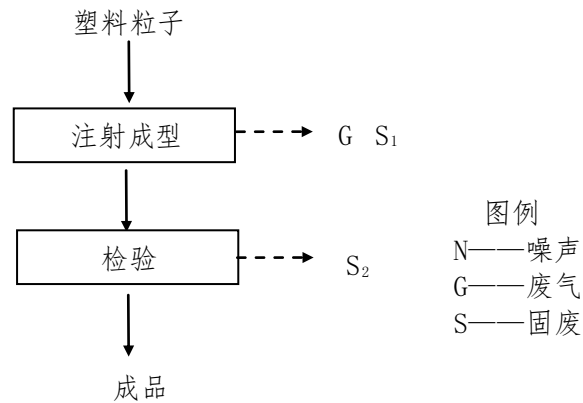 塑料粒子
注射成型
G S₁
检验
S₂
成品
图例
N——噪声
G——废气
S——固废